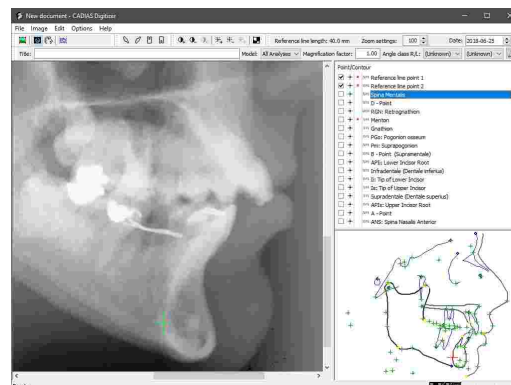 New document - CADIAS Digitizer
File Image Edit Options Help
Reference line length: 40.0 mm Zoom settings: 100 Date: 2018-06-25
Title: Model: All Analyses Magnification factor: 1.00 Angle class R/L: (Unknown) (Unknown)
Point/Contour
Reference line point 1
Reference line point 2
Spina Mentalis
D - Point
RGN: Retrognathion
Menton
Gnathion
PGo: Pogonion osseum
Pm: Suprapogonion
B - Point (Supramentale)
APIi: Lower Incisor Root
Infradentale (Dentale inferius)
Ii: Tip of Lower Incisor
Is: Tip of Upper Incisor
Supradentale (Dentale superius)
APIs: Upper Incisor Root
A - Point
ANS: Spina Nasalis Anterior